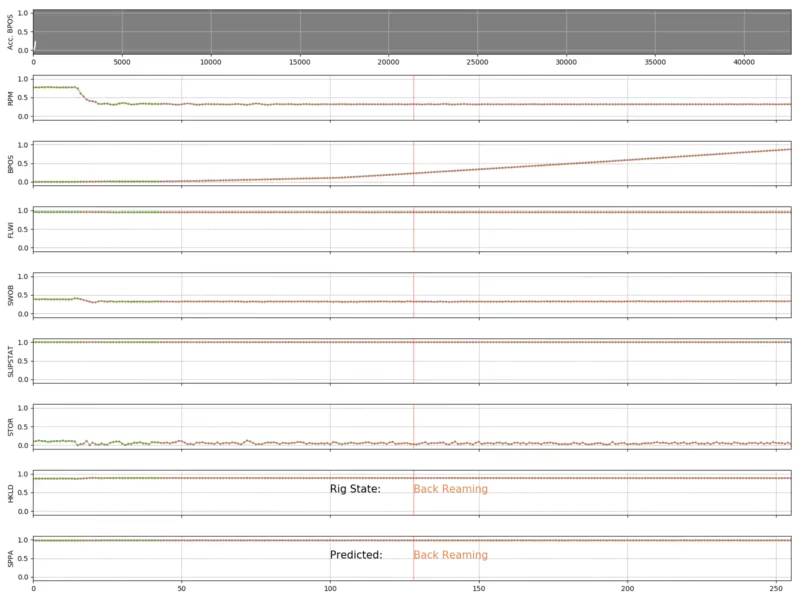 Acc. BPOS
1.0
0.5
0.0
0 5000 10000 15000 20000 25000 30000 35000 40000
RPM
1.0
0.5
0.0
BPOS
1.0
0.5
0.0
FLWI
1.0
0.5
0.0
SWOB
1.0
0.5
0.0
SLIPSTAT
1.0
0.5
0.0
STOR
1.0
0.5
0.0
HKLD
1.0
0.5
0.0
Rig State: Back Reaming
SPPA
1.0
0.5
0.0
Predicted: Back Reaming
0 50 100 150 200 250